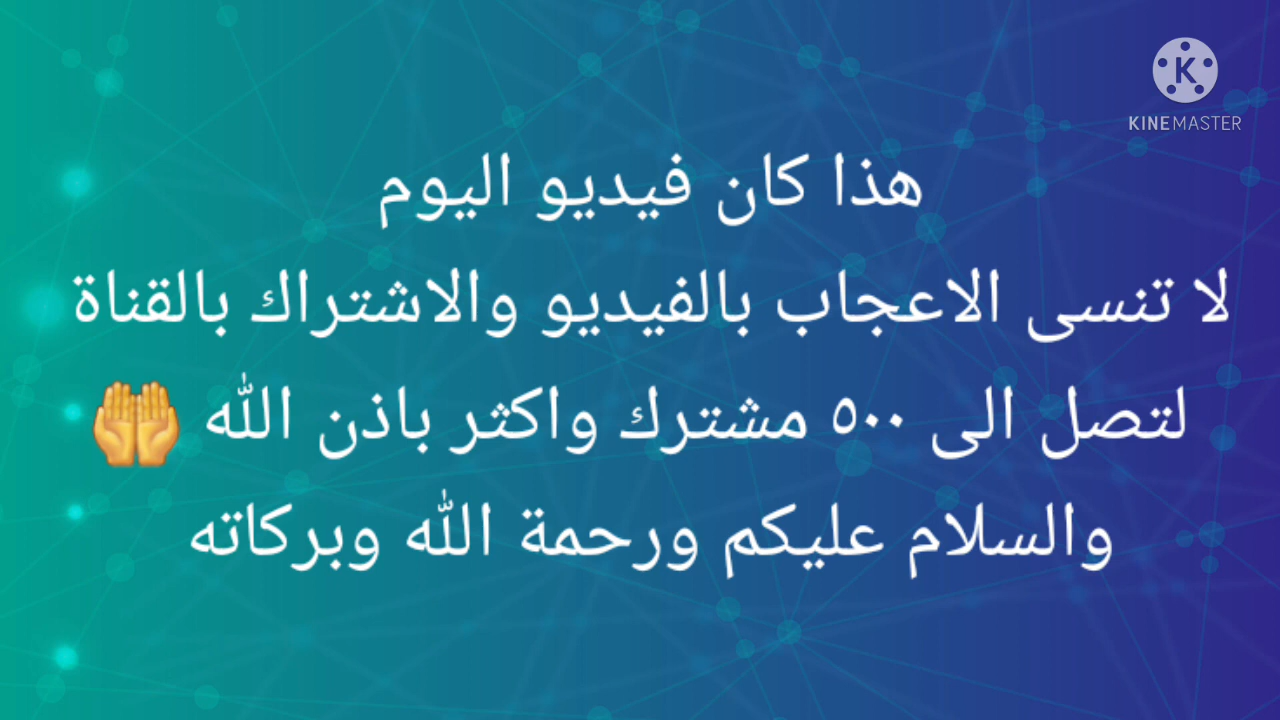 KINEMASTER
هذا كان فيديو اليوم
لا تنسى الاعجاب بالفيديو والاشتراك بالقناة
لتصل الى ٥٠٠ مشترك واكثر باذن الله 🤲
والسلام عليكم ورحمة الله وبركاته